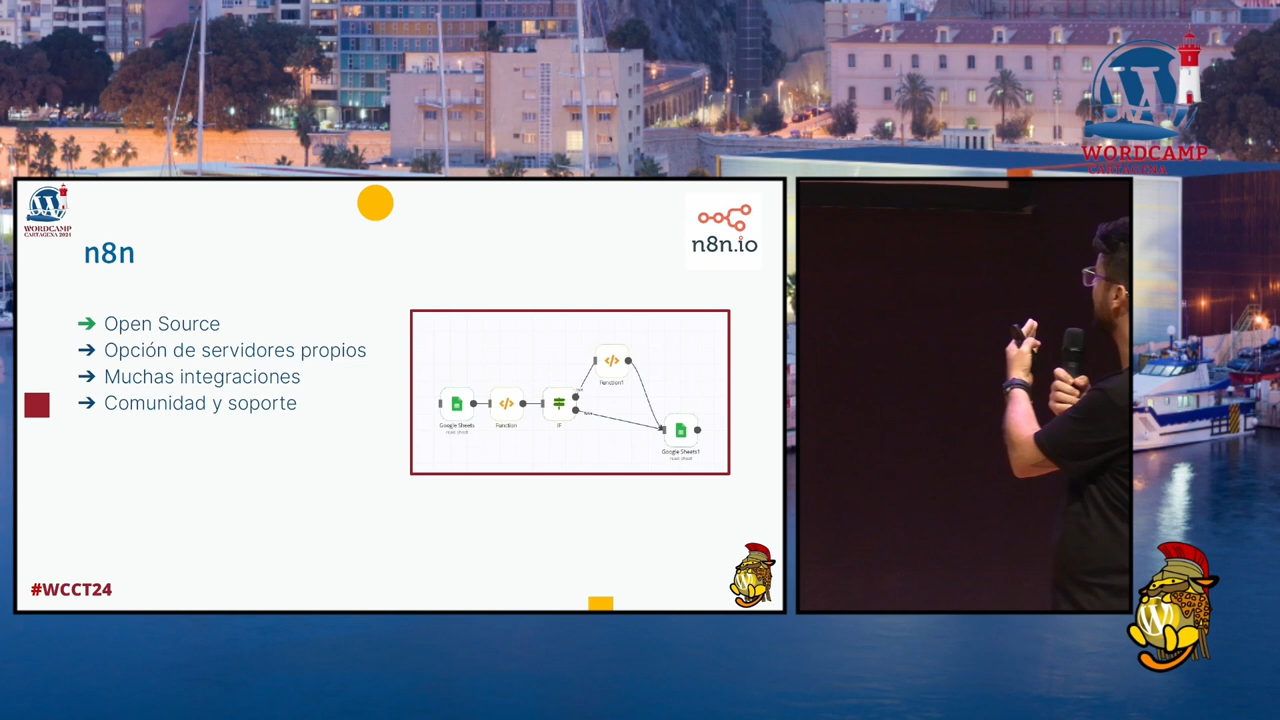 WORDCAMP
CARTAGENA
WORDCAMP
n8n
n8n.io
➔ Open Source
➔ Opción de servidores propios
➔ Muchas integraciones
➔ Comunidad y soporte
Function1
Google Sheets
Function
IF
Google Sheets1
#WCCT24